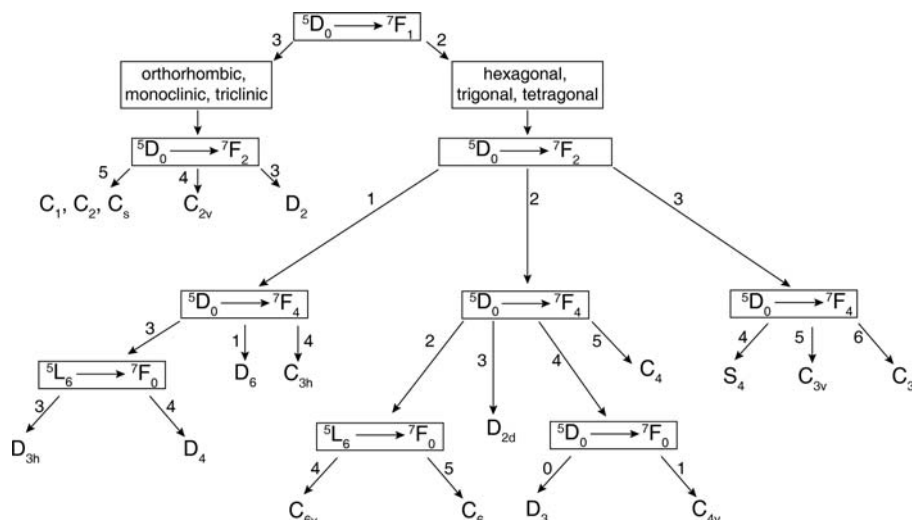 ⁵D₀ → ⁷F₁
3
2
orthorhombic,
monoclinic, triclinic
hexagonal,
trigonal, tetragonal
⁵D₀ → ⁷F₂
⁵D₀ → ⁷F₂
5
4
3
1
2
3
C₁, C₂, Cₛ
C₂ᵥ
D₂
⁵D₀ → ⁷F₄
⁵D₀ → ⁷F₄
⁵D₀ → ⁷F₄
3
1
4
2
3
4
5
4
5
6
⁵L₆ → ⁷F₀
D₆
C₃ₕ
C₄
S₄
C₃ᵥ
C₃
3
4
D₃ₕ
D₄
⁵L₆ → ⁷F₀
D₂d
⁵D₀ → ⁷F₀
4
5
0
1
C₆ᵥ
C₆
D₃
C₄ᵥ